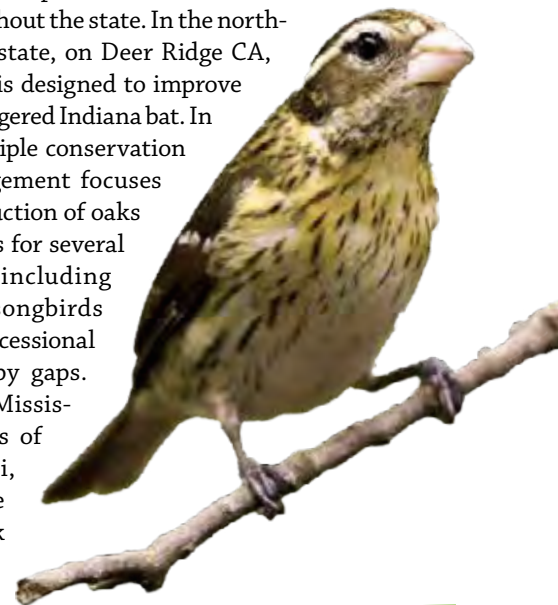 hout the state. In the north-
state, on Deer Ridge CA,
is designed to improve
gered Indiana bat. In
iple conservation
gement focuses
uction of oaks
s for several
including
songbirds
cessional
py gaps.
Missis-
s of
i,
e
k